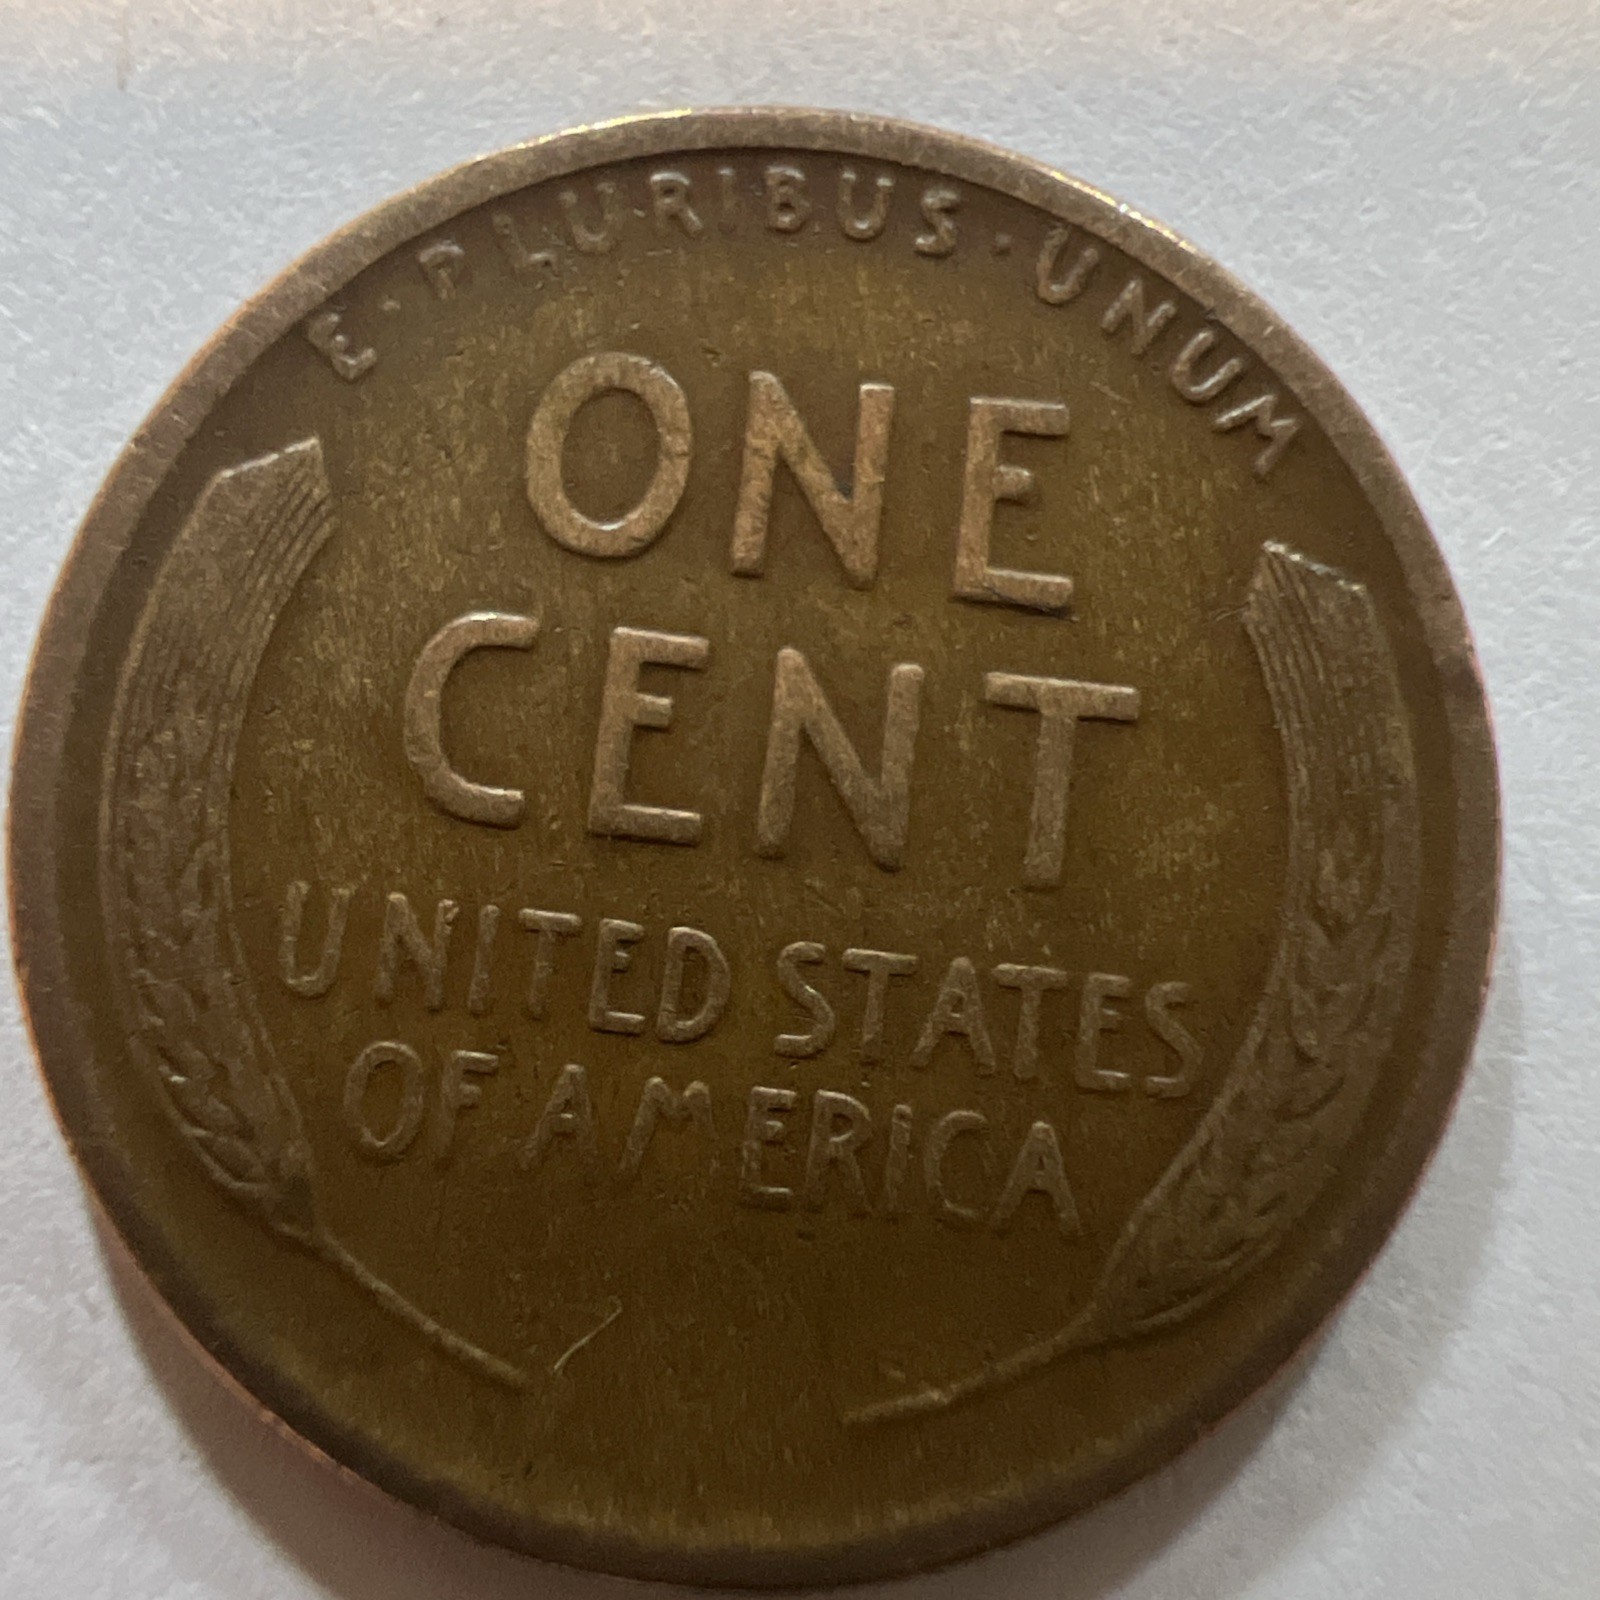 E·PLURIBUS·UNUM
ONE
CENT
UNITED STATES
OF AMERICA